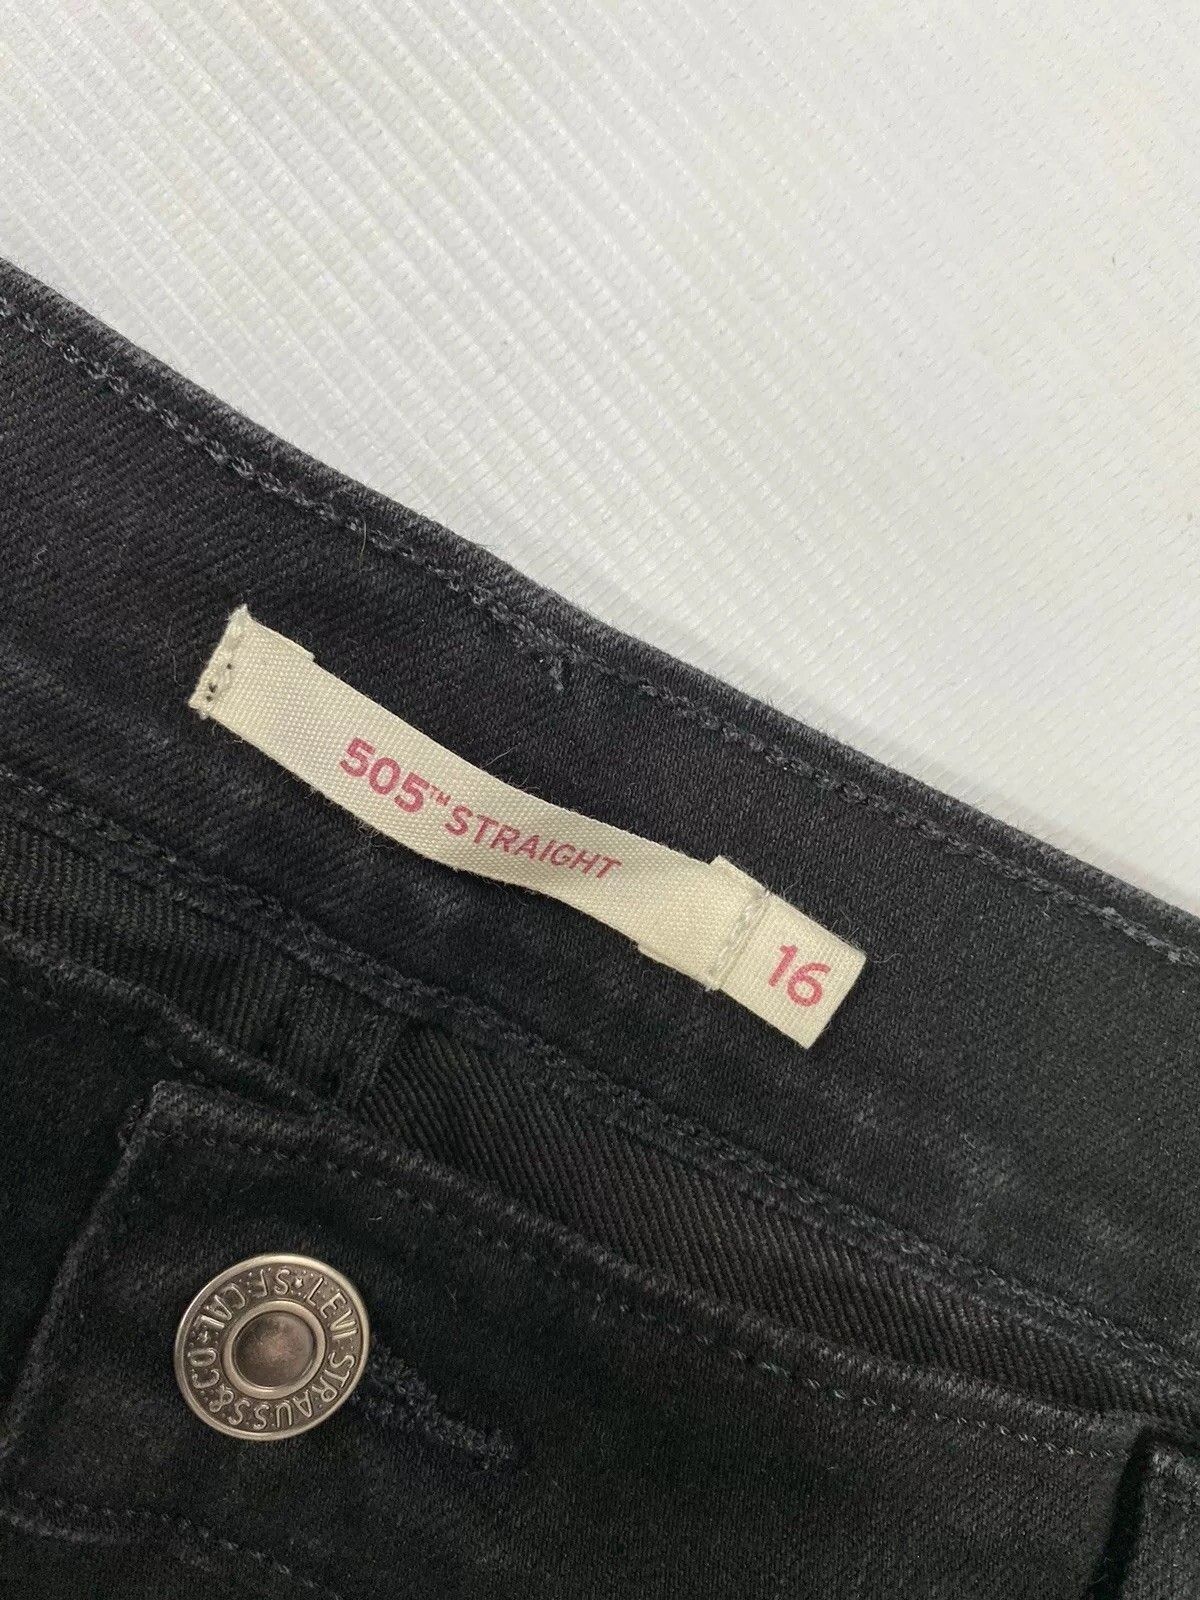 505™ STRAIGHT
16
LEVI STRAUSS & CO. S.F. CAL.